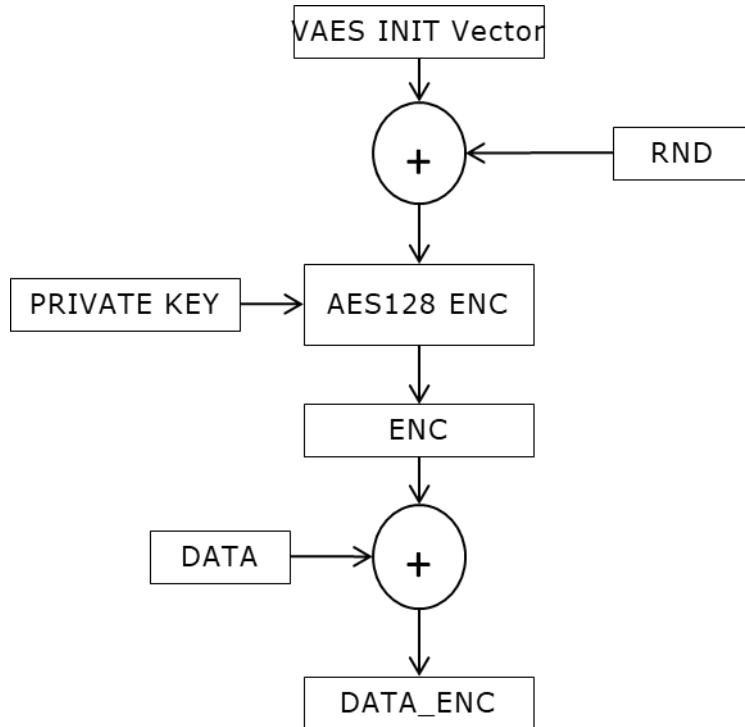 VAES INIT Vector
+
RND
PRIVATE KEY
AES128 ENC
ENC
DATA
+
DATA_ENC